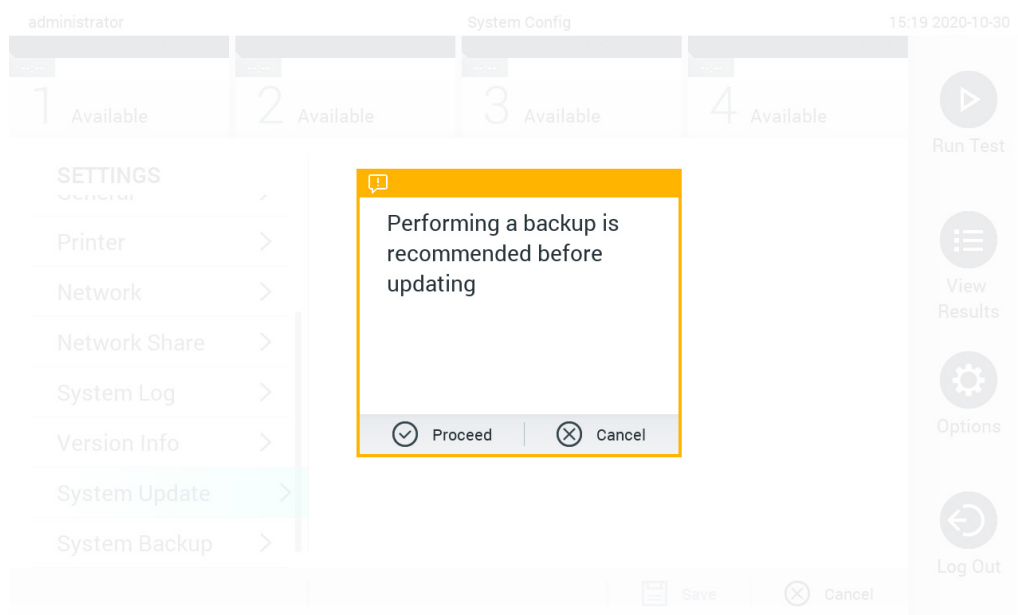 administrator System Config 15:19 2020-10-30
--:-- --:-- --:-- --:--
1 Available 2 Available 3 Available 4 Available
Run Test
SETTINGS
General
Printer
Network
Network Share
System Log
Version Info
System Update
System Backup
Performing a backup is
recommended before
updating
Proceed Cancel
View
Results
Options
Log Out
Save Cancel